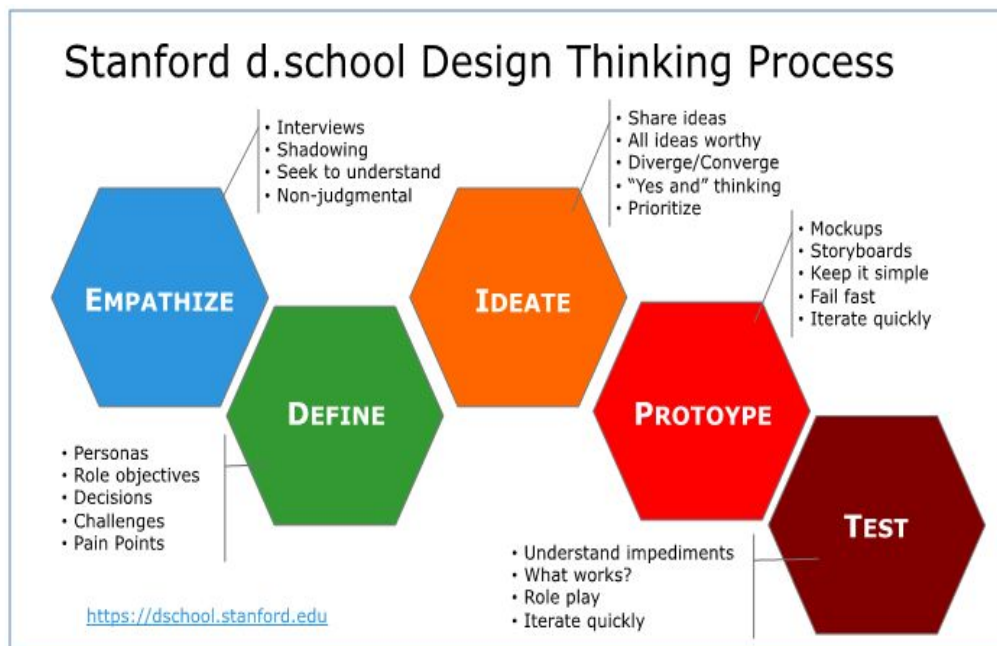 Stanford d.school Design Thinking Process
• Interviews
• Shadowing
• Seek to understand
• Non-judgmental
EMPATHIZE
• Personas
• Role objectives
• Decisions
• Challenges
• Pain Points
DEFINE
• Share ideas
• All ideas worthy
• Diverge/Converge
• “Yes and” thinking
• Prioritize
IDEATE
• Mockups
• Storyboards
• Keep it simple
• Fail fast
• Iterate quickly
PROTOYPE
• Understand impediments
• What works?
• Role play
• Iterate quickly
TEST
https://dschool.stanford.edu